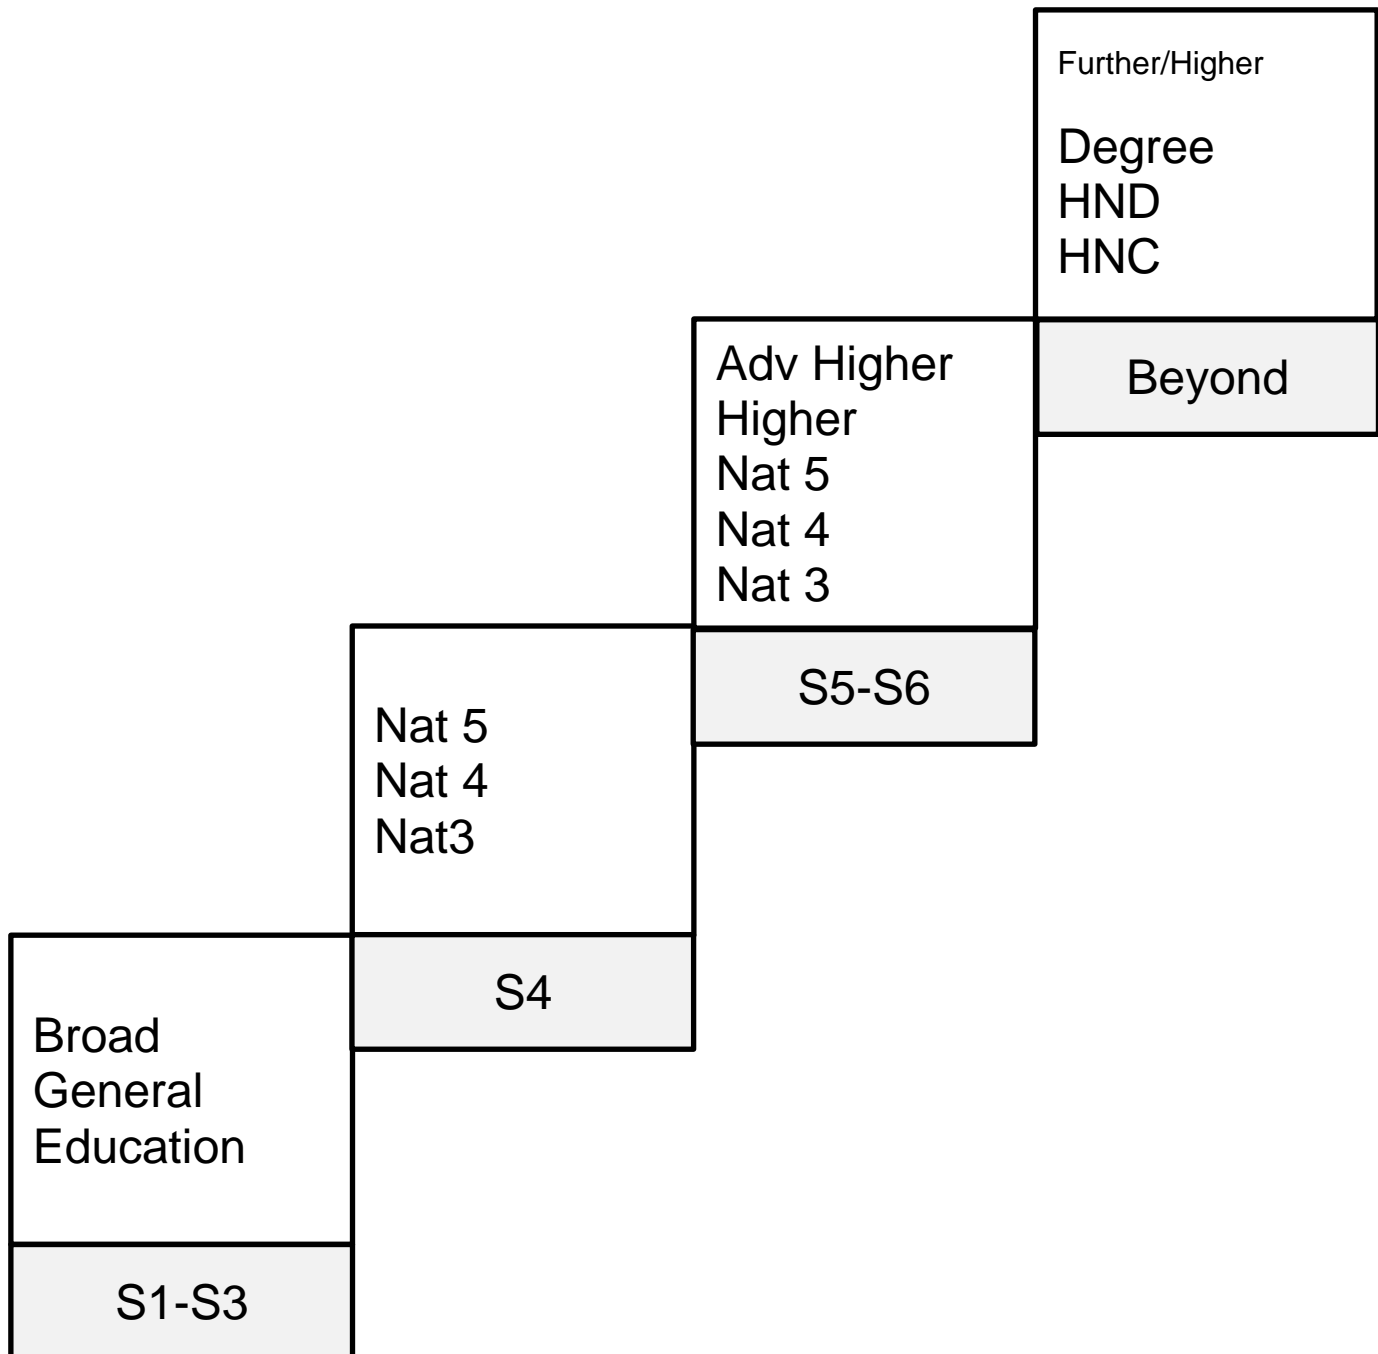 Further/Higher
Degree
HND
HNC
Beyond
Adv Higher
Higher
Nat 5
Nat 4
Nat 3
S5-S6
Nat 5
Nat 4
Nat3
S4
Broad
General
Education
S1-S3